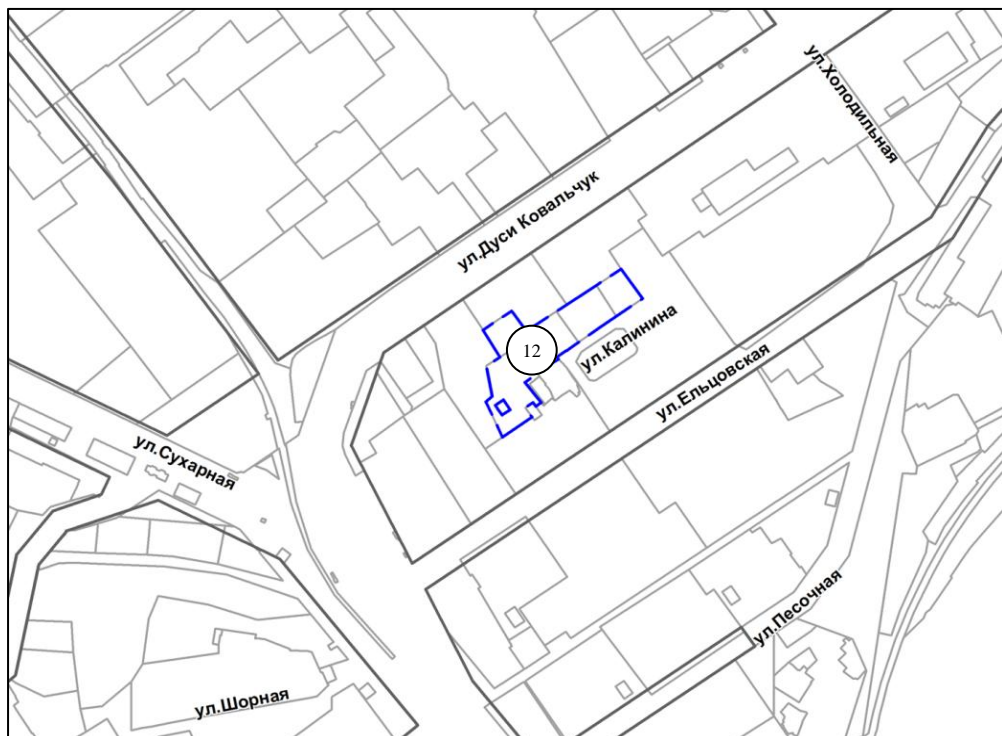 ул.Холодильная
ул.Дуси Ковальчук
12
ул.Калинина
ул.Ельцовская
ул.Сухарная
ул.Песочная
ул.Шорная